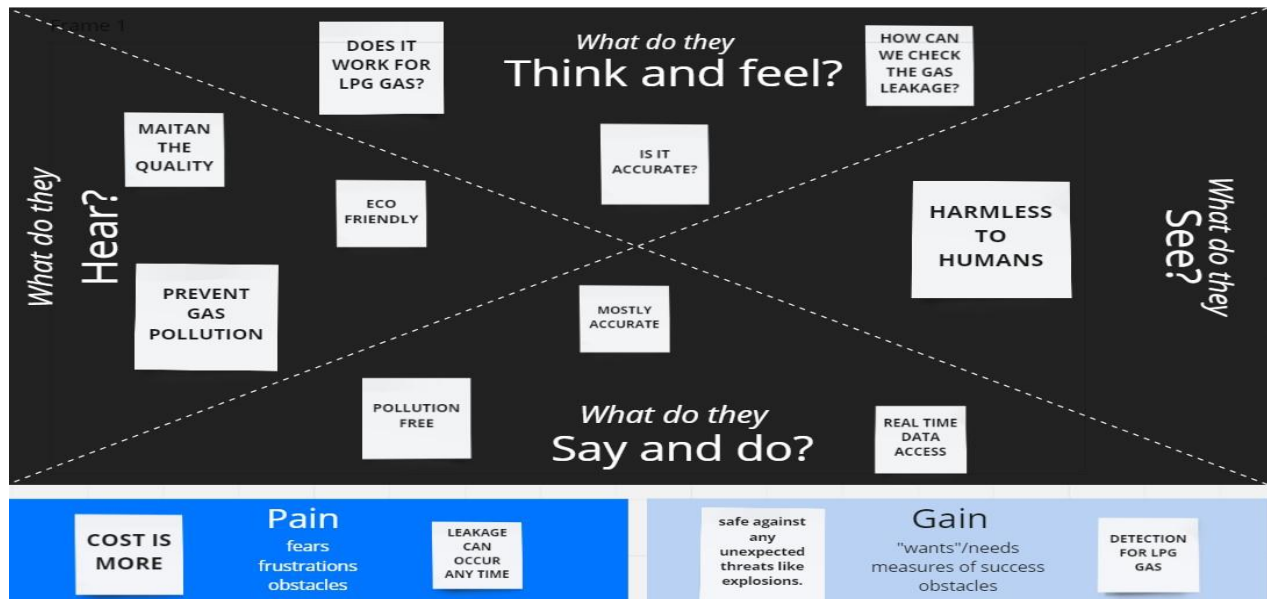 Frame 1
DOES IT
WORK FOR
LPG GAS?
What do they
Think and feel?
HOW CAN
WE CHECK
THE GAS
LEAKAGE?
IS IT
ACCURATE?
What do they
Hear?
MAITAN
THE
QUALITY
ECO
FRIENDLY
PREVENT
GAS
POLLUTION
HARMLESS
TO
HUMANS
What do they
See?
MOSTLY
ACCURATE
POLLUTION
FREE
What do they
Say and do?
REAL TIME
DATA
ACCESS
COST IS
MORE
Pain
fears
frustrations
obstacles
LEAKAGE
CAN
OCCUR
ANY TIME
safe against
any
unexpected
threats like
explosions.
Gain
"wants"/needs
measures of success
obstacles
DETECTION
FOR LPG
GAS